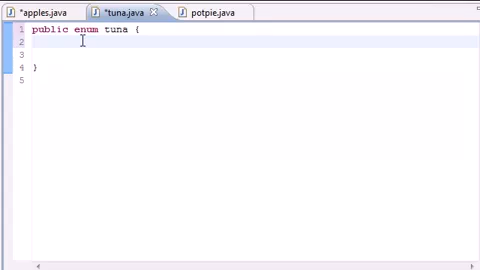 *apples.java *tuna.java potpie.java
1 public enum tuna {
2
3
4 }
5